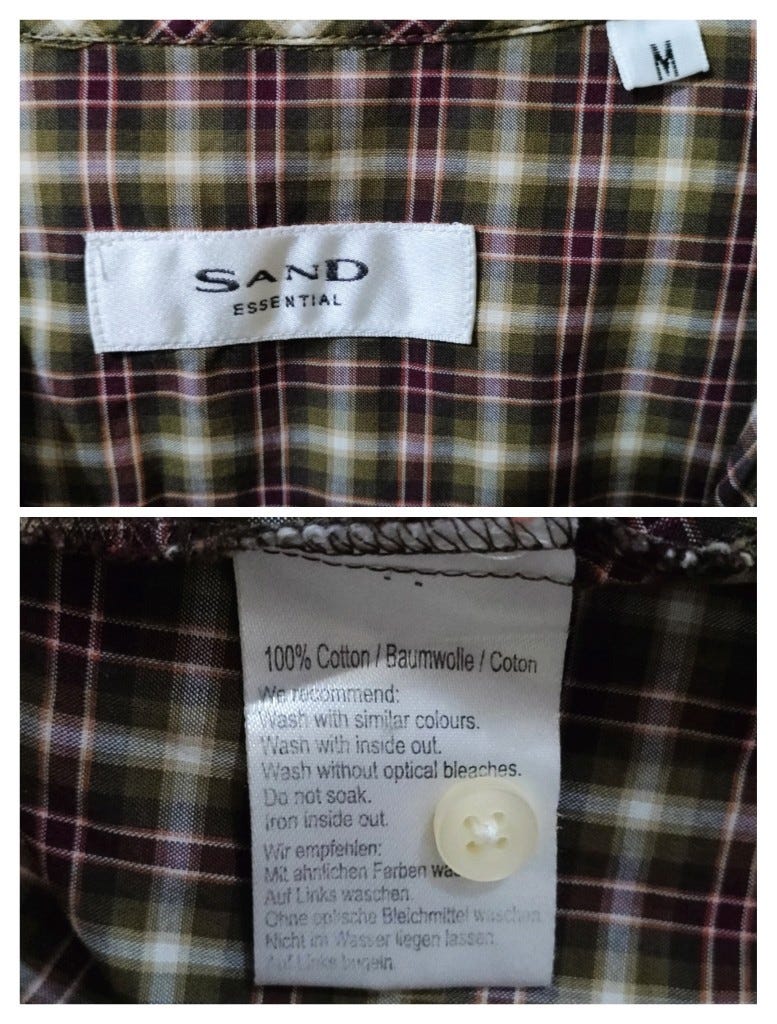 M
SAND
ESSENTIAL
100% Cotton / Baumwolle / Coton
We recommend:
Wash with similar colours.
Wash with inside out.
Wash without optical bleaches.
Do not soak.
Iron inside out.
Wir empfehlen:
Mit ähnlichen Farben
Auf Links waschen.
Ohne optische Bleichmittel waschen
Nicht im Wasser liegen lassen.
Auf Links bugeln.